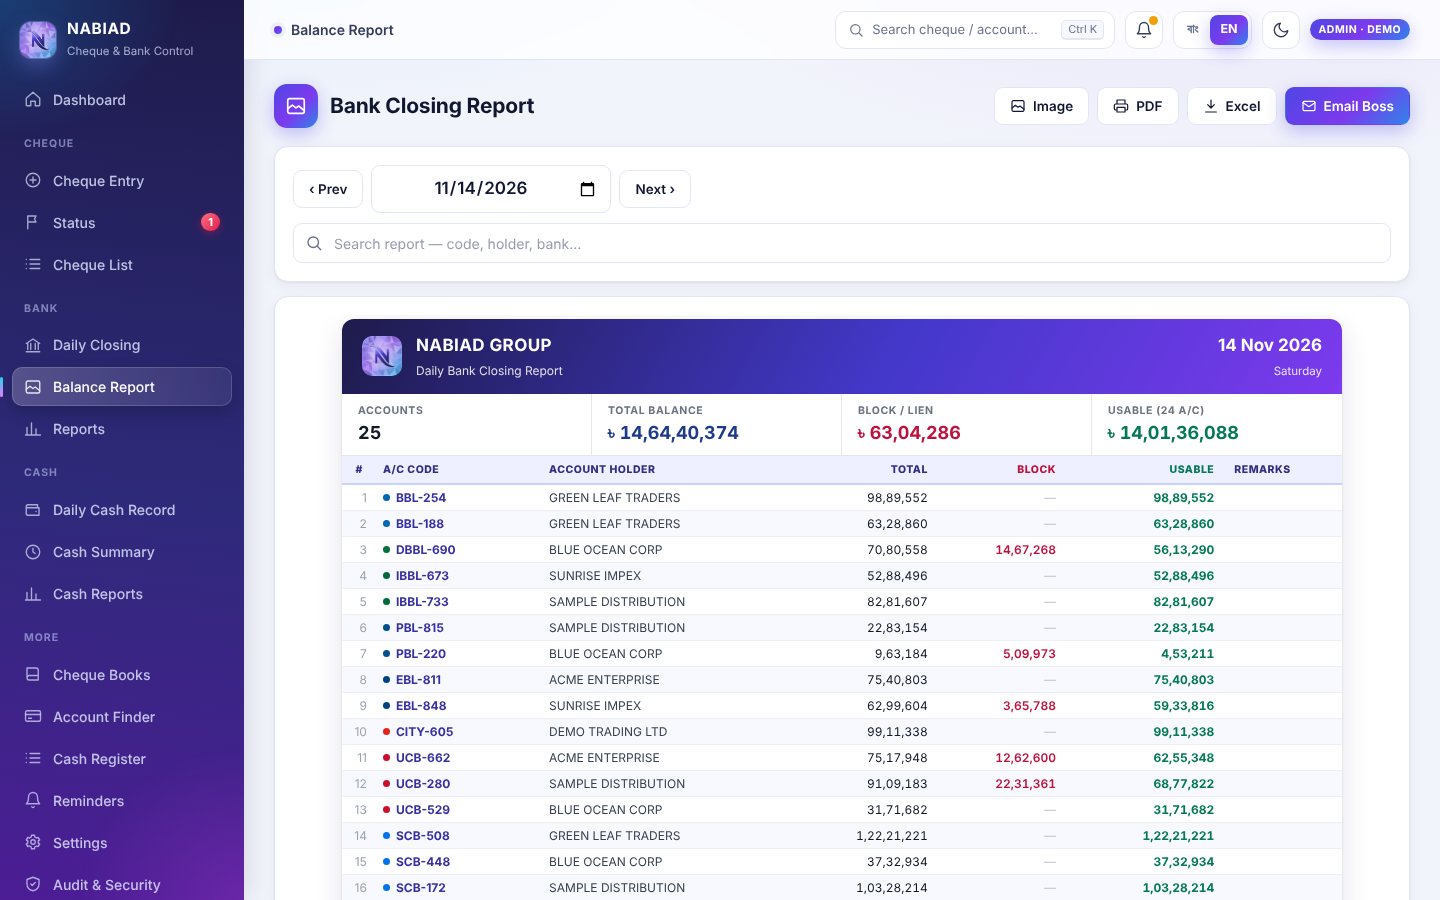 NABIAD
Cheque & Bank Control
Dashboard
CHEQUE
Cheque Entry
Status 1
Cheque List
BANK
Daily Closing
Balance Report
Reports
CASH
Daily Cash Record
Cash Summary
Cash Reports
MORE
Cheque Books
Account Finder
Cash Register
Reminders
Settings
Audit & Security
Balance Report
Search cheque / account... Ctrl K
বাং EN
ADMIN · DEMO
Bank Closing Report
Image PDF Excel Email Boss
‹ Prev 11/14/2026 Next ›
Search report — code, holder, bank...
N NABIAD GROUP 14 Nov 2026
Daily Bank Closing Report Saturday
ACCOUNTS TOTAL BALANCE BLOCK / LIEN USABLE (24 A/C)
25 ৳ 14,64,40,374 ৳ 63,04,286 ৳ 14,01,36,088
# A/C CODE ACCOUNT HOLDER TOTAL BLOCK USABLE REMARKS
1 BBL-254 GREEN LEAF TRADERS 98,89,552 — 98,89,552
2 BBL-188 GREEN LEAF TRADERS 63,28,860 — 63,28,860
3 DBBL-690 BLUE OCEAN CORP 70,80,558 14,67,268 56,13,290
4 IBBL-673 SUNRISE IMPEX 52,88,496 — 52,88,496
5 IBBL-733 SAMPLE DISTRIBUTION 82,81,607 — 82,81,607
6 PBL-815 SAMPLE DISTRIBUTION 22,83,154 — 22,83,154
7 PBL-220 BLUE OCEAN CORP 9,63,184 5,09,973 4,53,211
8 EBL-811 ACME ENTERPRISE 75,40,803 — 75,40,803
9 EBL-848 SUNRISE IMPEX 62,99,604 3,65,788 59,33,816
10 CITY-605 DEMO TRADING LTD 99,11,338 — 99,11,338
11 UCB-662 ACME ENTERPRISE 75,17,948 12,62,600 62,55,348
12 UCB-280 SAMPLE DISTRIBUTION 91,09,183 22,31,361 68,77,822
13 UCB-529 BLUE OCEAN CORP 31,71,682 — 31,71,682
14 SCB-508 GREEN LEAF TRADERS 1,22,21,221 — 1,22,21,221
15 SCB-448 BLUE OCEAN CORP 37,32,934 — 37,32,934
16 SCB-172 SAMPLE DISTRIBUTION 1,03,28,214 — 1,03,28,214